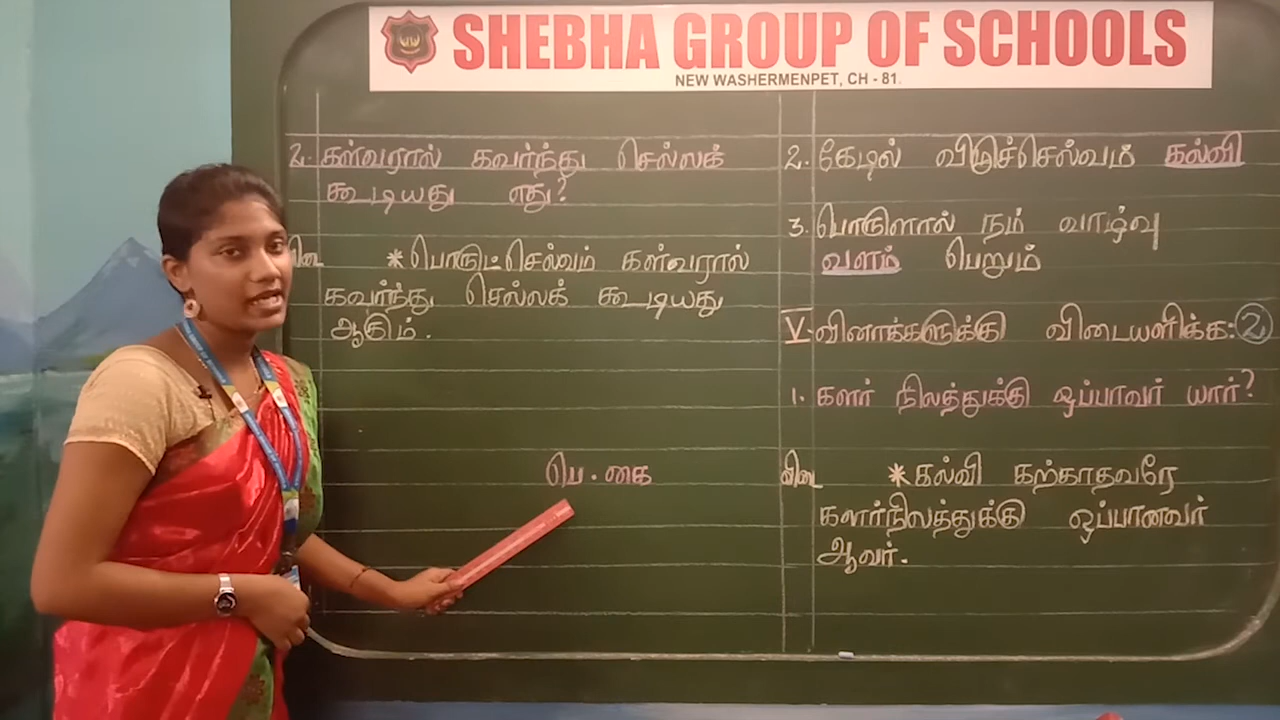 SHEBHA GROUP OF SCHOOLS
NEW WASHERMENPET, CH - 81.
2. கேடில் விழுச்செல்வம் கல்வி
3. பொருளால் நம் வாழ்வு
வளம் பெறும்
V. வினாக்களுக்கு விடையளிக்க: 2
1. களர் நிலத்துக்கு ஒப்பாவர் யார்?
விடை * கல்வி கற்காதவரே
களர்நிலத்துக்கு ஒப்பானவர்
ஆவர்.
2. கள்வரால் கவர்ந்து செல்லக்
கூடியது எது?
விடை * பொருட்செல்வம் கள்வரால்
கவர்ந்து செல்லக் கூடியது
ஆகும்.
பெ.கை